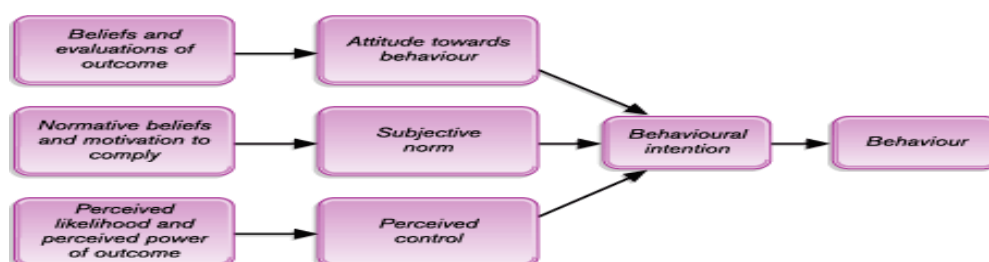 Beliefs and
evaluations of
outcome
Attitude towards
behaviour
Normative beliefs
and motivation to
comply
Subjective
norm
Behavioural
intention
Behaviour
Perceived
likelihood and
perceived power
of outcome
Perceived
control